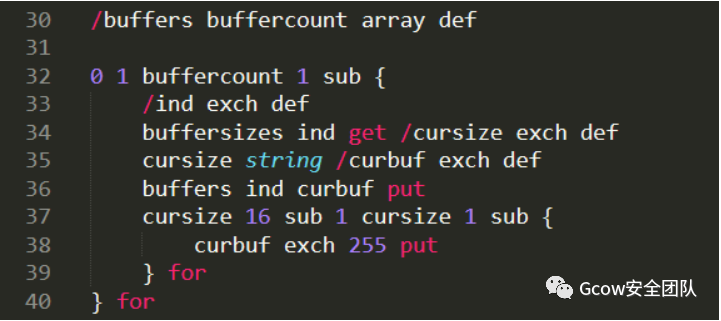 30 /buffers buffercount array def
31
32 0 1 buffercount 1 sub {
33 /ind exch def
34 buffersizes ind get /cursize exch def
35 cursize string /curbuf exch def
36 buffers ind curbuf put
37 cursize 16 sub 1 cursize 1 sub {
38 curbuf exch 255 put
39 } for
40 } for
Gcow安全团队